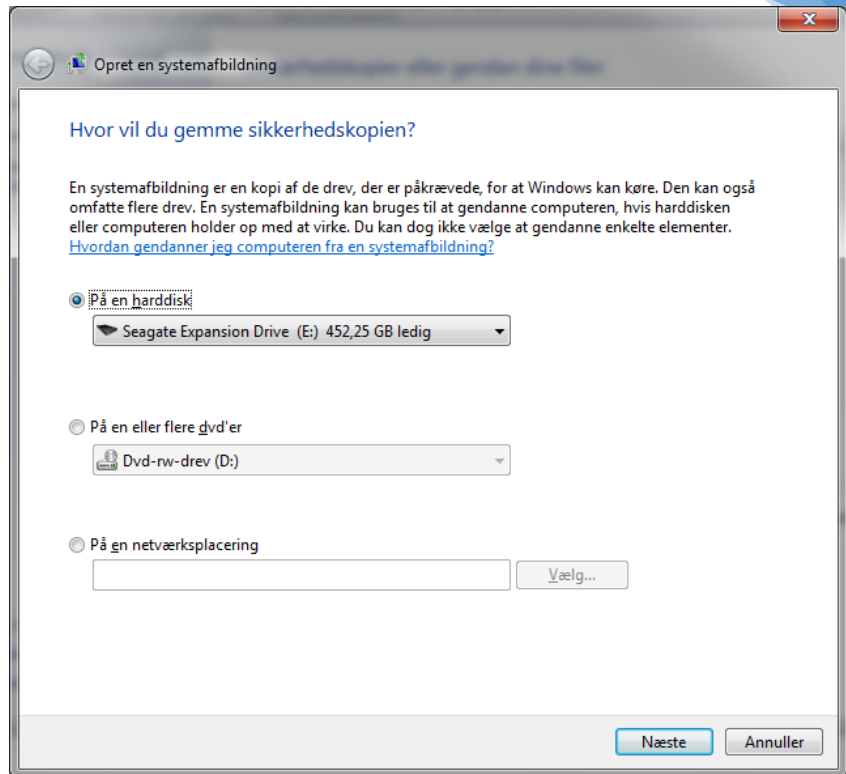 Opret en systemafbildning
Hvor vil du gemme sikkerhedskopien?
En systemafbildning er en kopi af de drev, der er påkrævede, for at Windows kan køre. Den kan også
omfatte flere drev. En systemafbildning kan bruges til at gendanne computeren, hvis harddisken
eller computeren holder op med at virke. Du kan dog ikke vælge at gendanne enkelte elementer.
Hvordan gendanner jeg computeren fra en systemafbildning?
På en harddisk
Seagate Expansion Drive (E:) 452,25 GB ledig
På en eller flere dvd'er
Dvd-rw-drev (D:)
På en netværksplacering
Vælg...
Næste Annuller